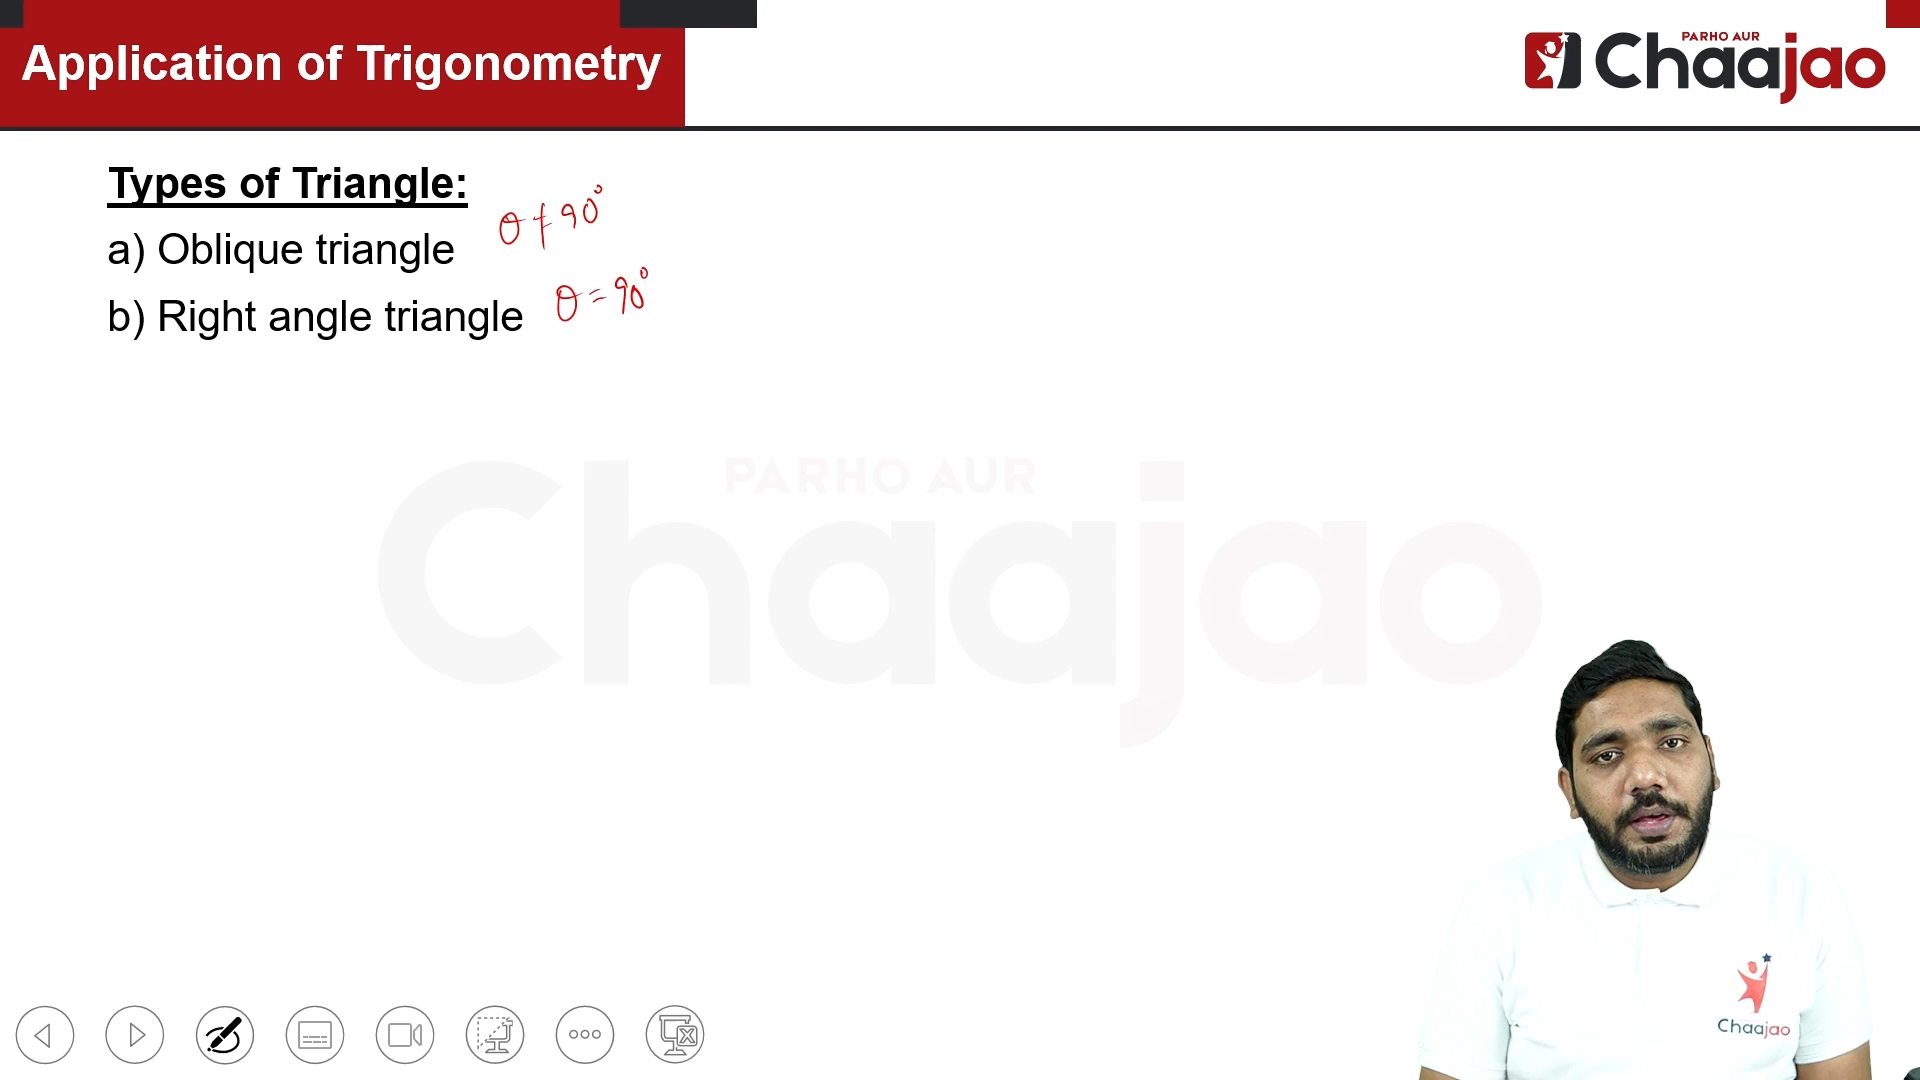 Application of Trigonometry
PARHO AUR
Chaajao
Types of Triangle:
a) Oblique triangle θ ≠ 90°
b) Right angle triangle θ = 90°
PARHO AUR
Chaajao
Chaajao